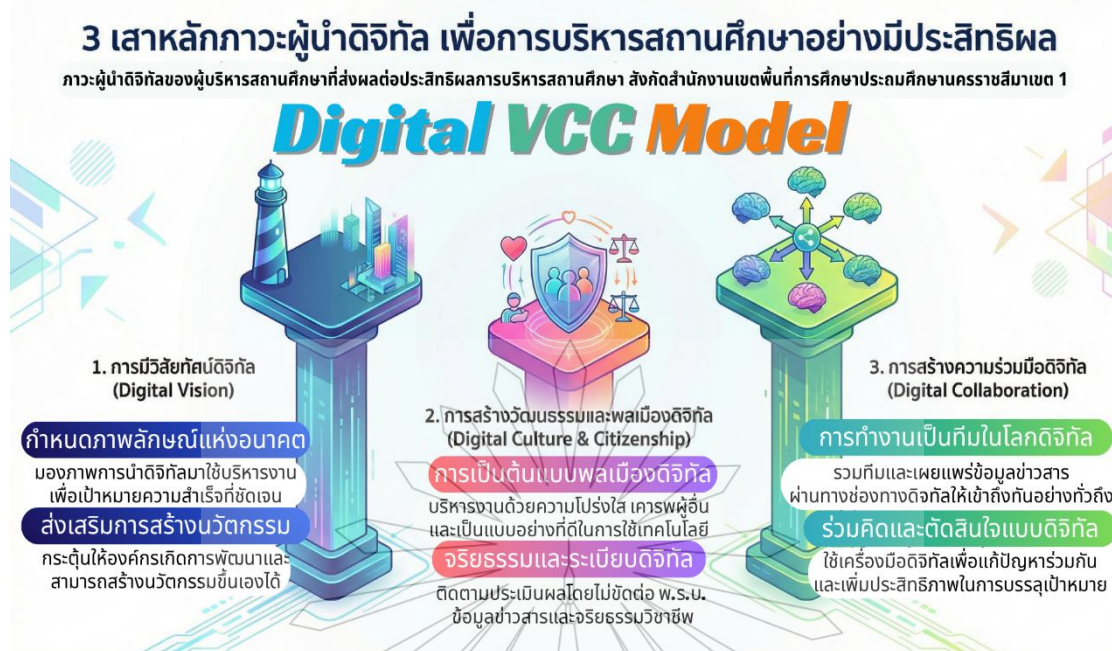 3 เสาหลักภาวะผู้นำดิจิทัล เพื่อการบริหารสถานศึกษาอย่างมีประสิทธิผล
ภาวะผู้นำดิจิทัลของผู้บริหารสถานศึกษาที่ส่งผลต่อประสิทธิผลการบริหารสถานศึกษา สังกัดสำนักงานเขตพื้นที่การศึกษาประถมศึกษานครราชสีมาเขต 1
Digital VCC Model
1. การมีวิสัยทัศน์ดิจิทัล
(Digital Vision)
กำหนดภาพลักษณ์แห่งอนาคต
มองภาพการนำดิจิทัลมาใช้บริหารงาน
เพื่อเป้าหมายความสำเร็จที่ชัดเจน
ส่งเสริมการสร้างนวัตกรรม
กระตุ้นให้องค์กรเกิดการพัฒนาและ
สามารถสร้างนวัตกรรมขึ้นเองได้
2. การสร้างวัฒนธรรมและพลเมืองดิจิทัล
(Digital Culture & Citizenship)
การเป็นต้นแบบพลเมืองดิจิทัล
บริหารงานด้วยความโปร่งใส เคารพผู้อื่น
และเป็นแบบอย่างที่ดีในการใช้เทคโนโลยี
จริยธรรมและระเบียบดิจิทัล
ติดตามประเมินผลโดยไม่ขัดต่อ พ.ร.บ.
ข้อมูลข่าวสารและจริยธรรมวิชาชีพ
3. การสร้างความร่วมมือดิจิทัล
(Digital Collaboration)
การทำงานเป็นทีมในโลกดิจิทัล
รวมทีมและเผยแพร่ข้อมูลข่าวสาร
ผ่านทางช่องทางดิจทัลให้เข้าถึงกันอย่างทั่วถึง
ร่วมคิดและตัดสินใจแบบดิจิทัล
ใช้เครื่องมือดิจิทัลเพื่อแก้ปัญหาร่วมกัน
และเพิ่มประสิทธิภาพในการบรรลุเป้าหมาย